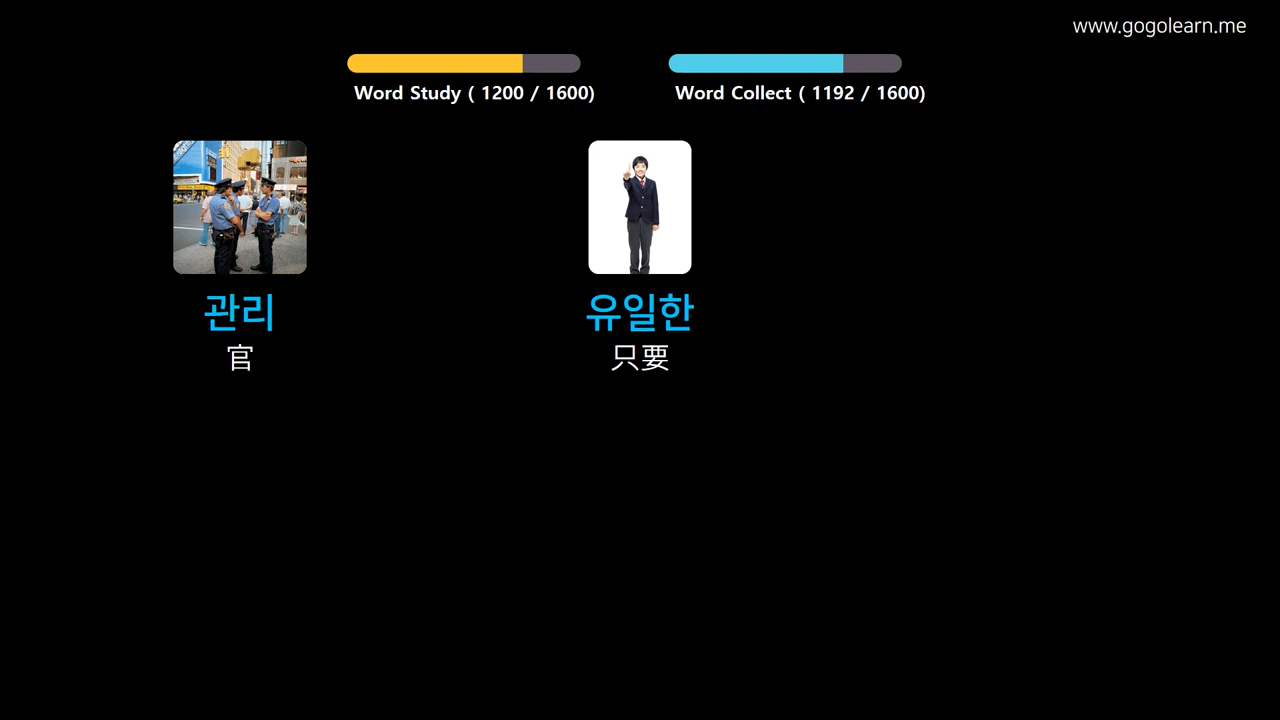 www.gogolearn.me
Word Study ( 1200 / 1600)
Word Collect ( 1192 / 1600)
관리
유일한
官
只要